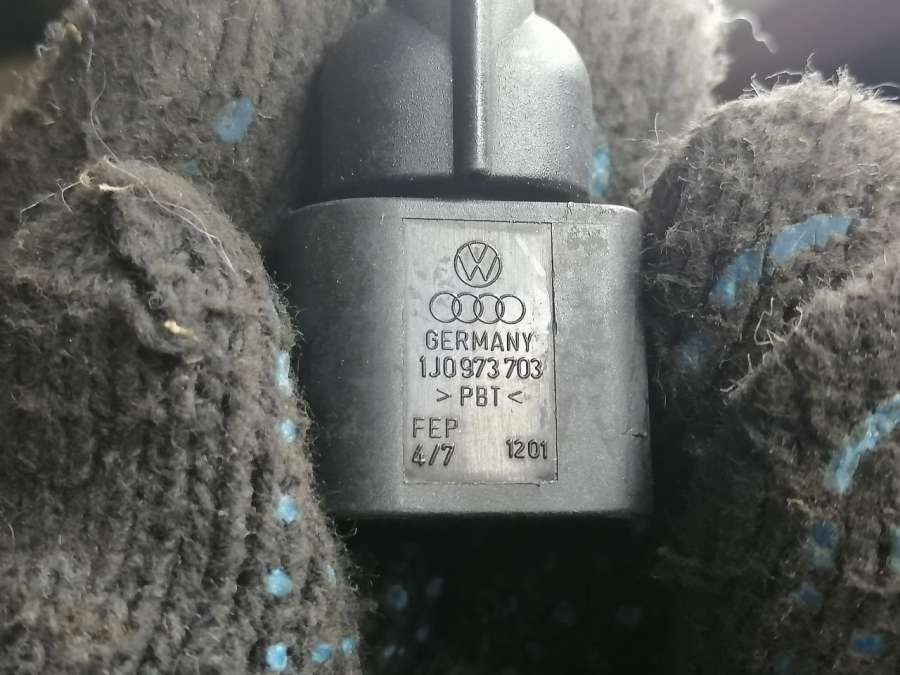 GERMANY
1J0 973 703
>PBT<
FEP
4/7 1201